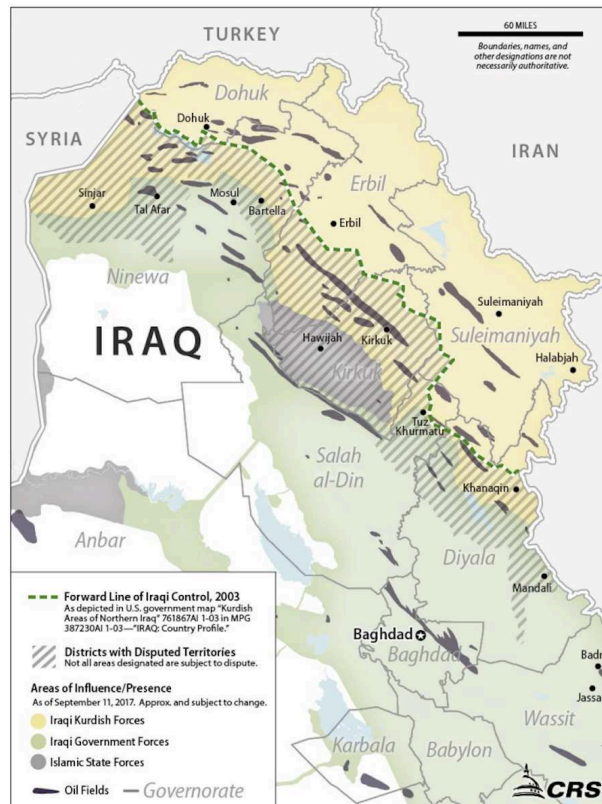 TURKEY
60 MILES
Boundaries, names, and
other designations are not
necessarily authoritative.
Dohuk
Dohuk
SYRIA
IRAN
Erbil
Sinjar
Tal Afar
Mosul
Bartella
Erbil
Ninewa
Suleimaniyah
IRAQ
Hawijah
Kirkuk
Suleimaniyah
Kirkuk
Halabjah
Tuz
Khurmatu
Salah
al-Din
Khanaqin
Anbar
Diyala
Mandali
Forward Line of Iraqi Control, 2003
As depicted in U.S. government map “Kurdish
Areas of Northern Iraq” 761867AI 1-03 in MPG
387230AI 1-03—“IRAQ: Country Profile.”
Districts with Disputed Territories
Not all areas designated are subject to dispute.
Areas of Influence/Presence
As of September 11, 2017. Approx. and subject to change.
Iraqi Kurdish Forces
Iraqi Government Forces
Islamic State Forces
Oil Fields
Governorate
Baghdad
Baghdad
Badr
Jassa
Wassit
Karbala
Babylon
CRS